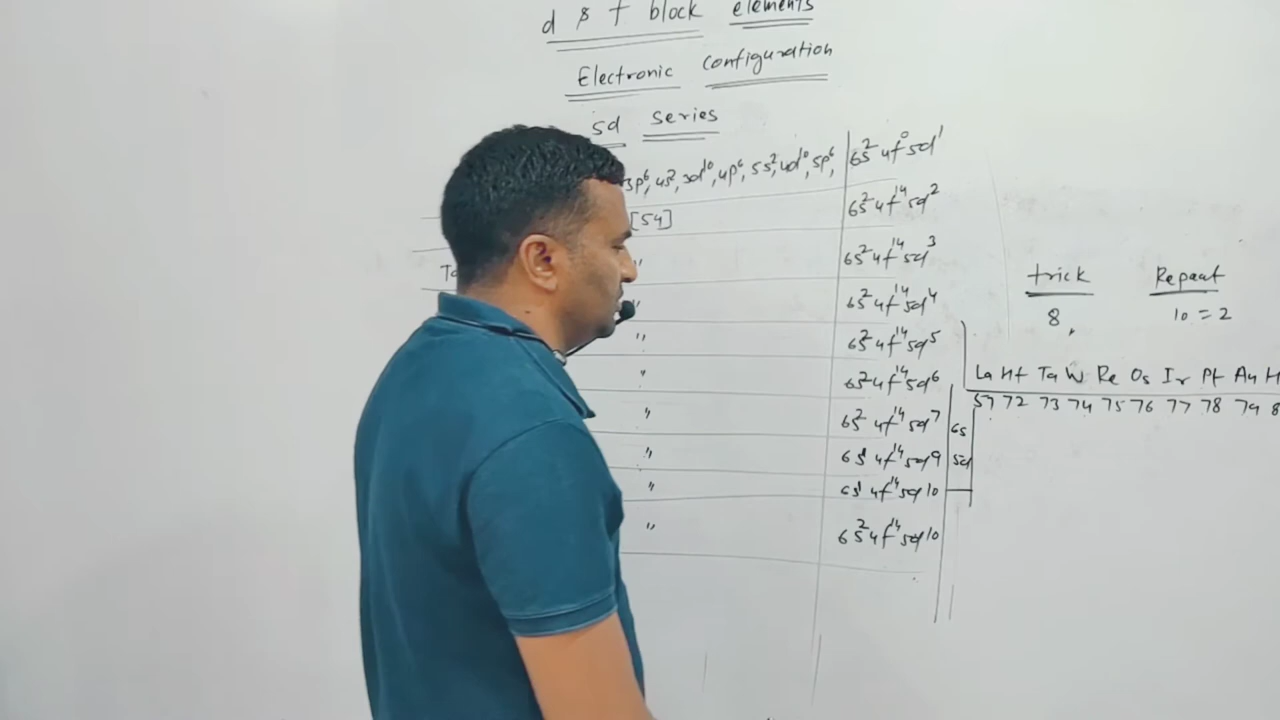 d & f block elements
Electronic configuration
5d series
3p⁶, 4s², 3d¹⁰, 4p⁶, 5s², 4d¹⁰, 5p⁶, 6s² 4f⁰ 5d¹
[54] 6s² 4f¹⁴ 5d²
Ta " 6s² 4f¹⁴ 5d³
" 6s² 4f¹⁴ 5d⁴
" 6s² 4f¹⁴ 5d⁵
" 6s² 4f¹⁴ 5d⁶
" 6s² 4f¹⁴ 5d⁷
" 6s¹ 4f¹⁴ 5d⁹
" 6s¹ 4f¹⁴ 5d¹⁰
" 6s² 4f¹⁴ 5d¹⁰
trick Repeat
8, 10 = 2
La Hf Ta W Re Os Ir Pt Au H
57 72 73 74 75 76 77 78 79 8
6s
5d